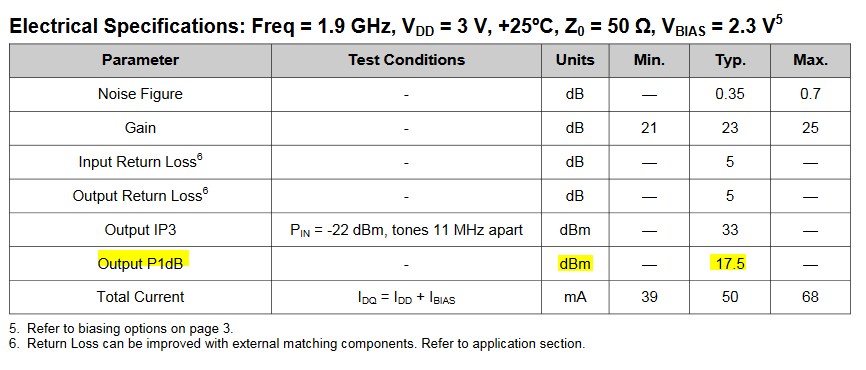 Electrical Specifications: Freq = 1.9 GHz, VDD = 3 V, +25ºC, Z0 = 50 Ω, VBIAS = 2.3 V5
Parameter Test Conditions Units Min. Typ. Max.
Noise Figure - dB — 0.35 0.7
Gain - dB 21 23 25
Input Return Loss6 - dB — 5 —
Output Return Loss6 - dB — 5 —
Output IP3 PIN = -22 dBm, tones 11 MHz apart dBm — 33 —
Output P1dB - dBm — 17.5 —
Total Current IDQ = IDD + IBIAS mA 39 50 68
5. Refer to biasing options on page 3.
6. Return Loss can be improved with external matching components. Refer to application section.